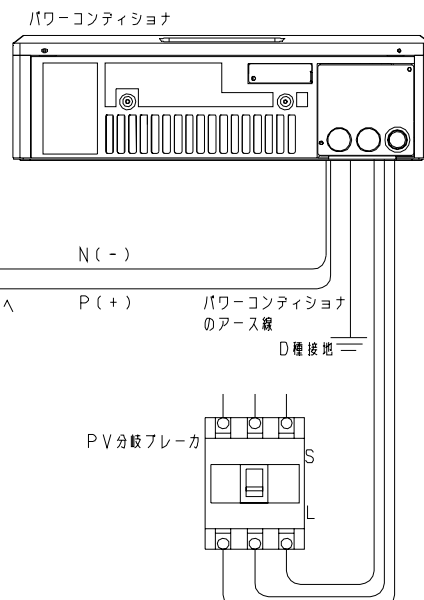 パワーコンディショナ
N(-)
へ
P(+)
パワーコンディショナ
のアース線
D種接地
PV分岐ブレーカ
S
L